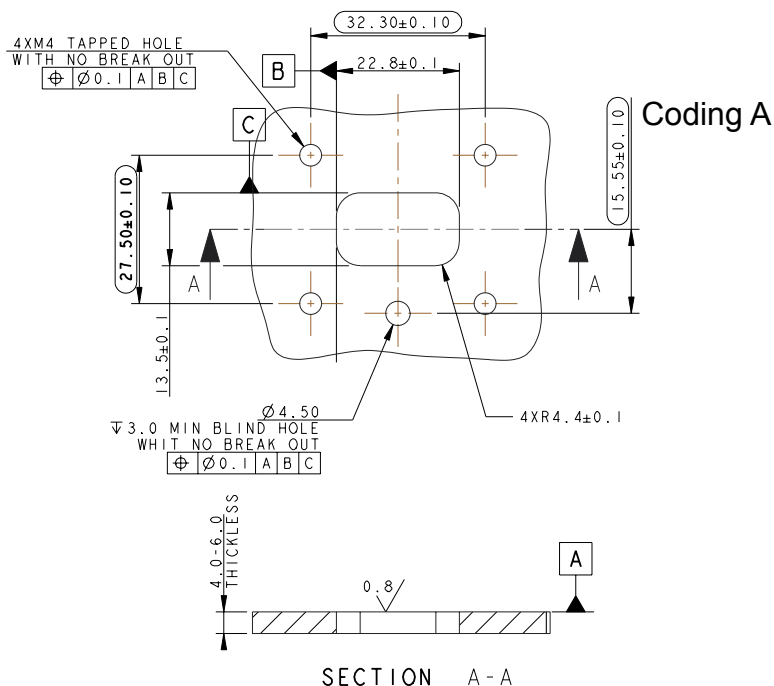 32.30±0.10
4XM4 TAPPED HOLE
WITH NO BREAK OUT
⌖ Ø0.1 A B C
B
22.8±0.1
C
Coding A
15.55±0.10
27.50±0.10
A
A
13.5±0.1
Ø4.50
↧3.0 MIN BLIND HOLE
WHIT NO BREAK OUT
⌖ Ø0.1 A B C
4XR4.4±0.1
4.0-6.0
THICKLESS
0.8
A
SECTION A-A